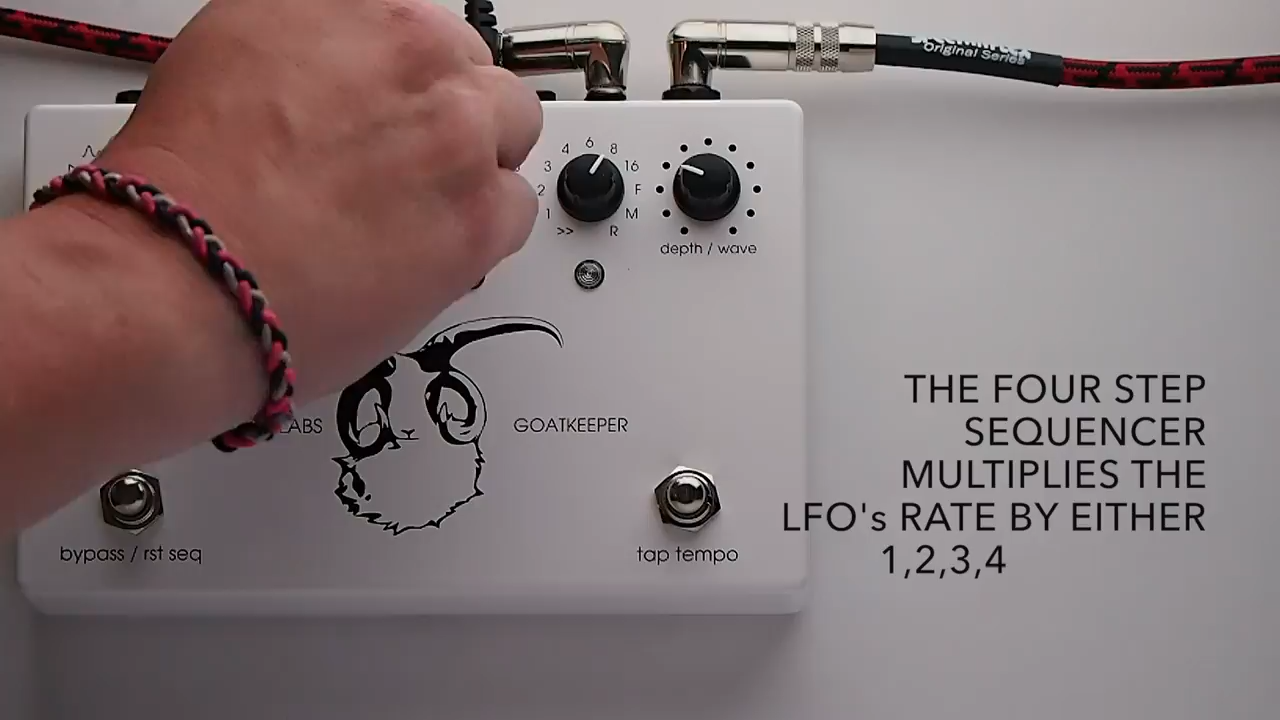 Original Series
6
4 8
3 16
2 F
1 M
>> R
depth / wave
LABS GOATKEEPER
bypass / rst seq
tap tempo
THE FOUR STEP
SEQUENCER
MULTIPLIES THE
LFO's RATE BY EITHER
1,2,3,4